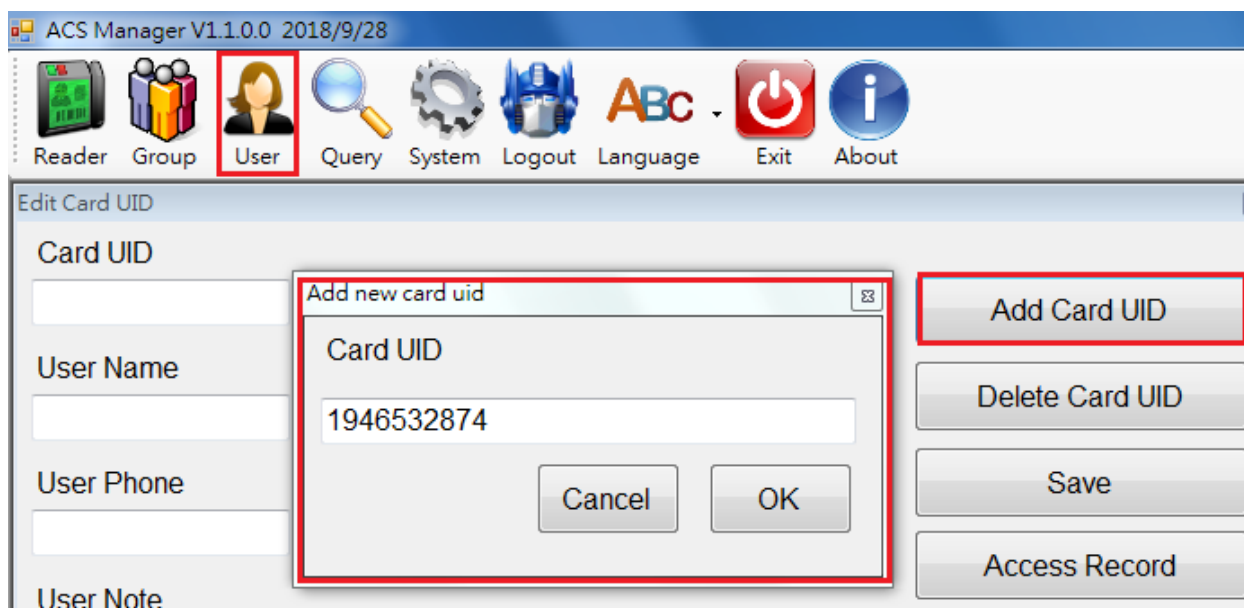 ACS Manager V1.1.0.0 2018/9/28
ABC
Reader Group User Query System Logout Language Exit About
Edit Card UID
Card UID
Add new card uid
Add Card UID
Card UID
User Name
Delete Card UID
1946532874
User Phone
Cancel OK
Save
Access Record
User Note